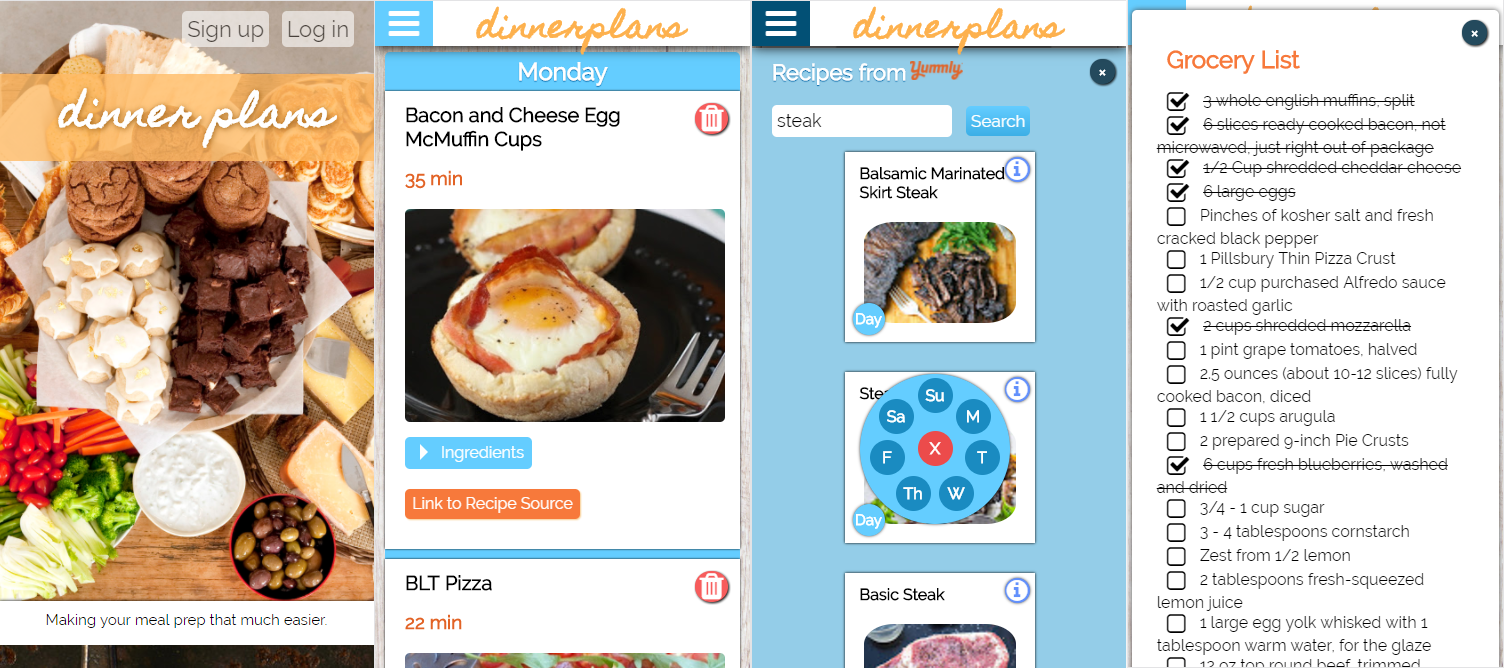 Sign up
Log in
dinner plans
Making your meal prep that much easier.
dinnerplans
Monday
Bacon and Cheese Egg
McMuffin Cups
35 min
Ingredients
Link to Recipe Source
BLT Pizza
22 min
dinnerplans
Recipes from Yummly
×
steak
Search
Balsamic Marinated
Skirt Steak
i
Day
Ste
i
Su
M
T
W
Th
F
Sa
X
Day
Basic Steak
i
×
Grocery List
3 whole english muffins, split
6 slices ready cooked bacon, not
microwaved, just right out of package
1/2 Cup shredded cheddar cheese
6 large eggs
Pinches of kosher salt and fresh
cracked black pepper
1 Pillsbury Thin Pizza Crust
1/2 cup purchased Alfredo sauce
with roasted garlic
2 cups shredded mozzarella
1 pint grape tomatoes, halved
2.5 ounces (about 10-12 slices) fully
cooked bacon, diced
1 1/2 cups arugula
2 prepared 9-inch Pie Crusts
6 cups fresh blueberries, washed
and dried
3/4 - 1 cup sugar
3 - 4 tablespoons cornstarch
Zest from 1/2 lemon
2 tablespoons fresh-squeezed
lemon juice
1 large egg yolk whisked with 1
tablespoon warm water, for the glaze
12 oz top round beef, trimmed